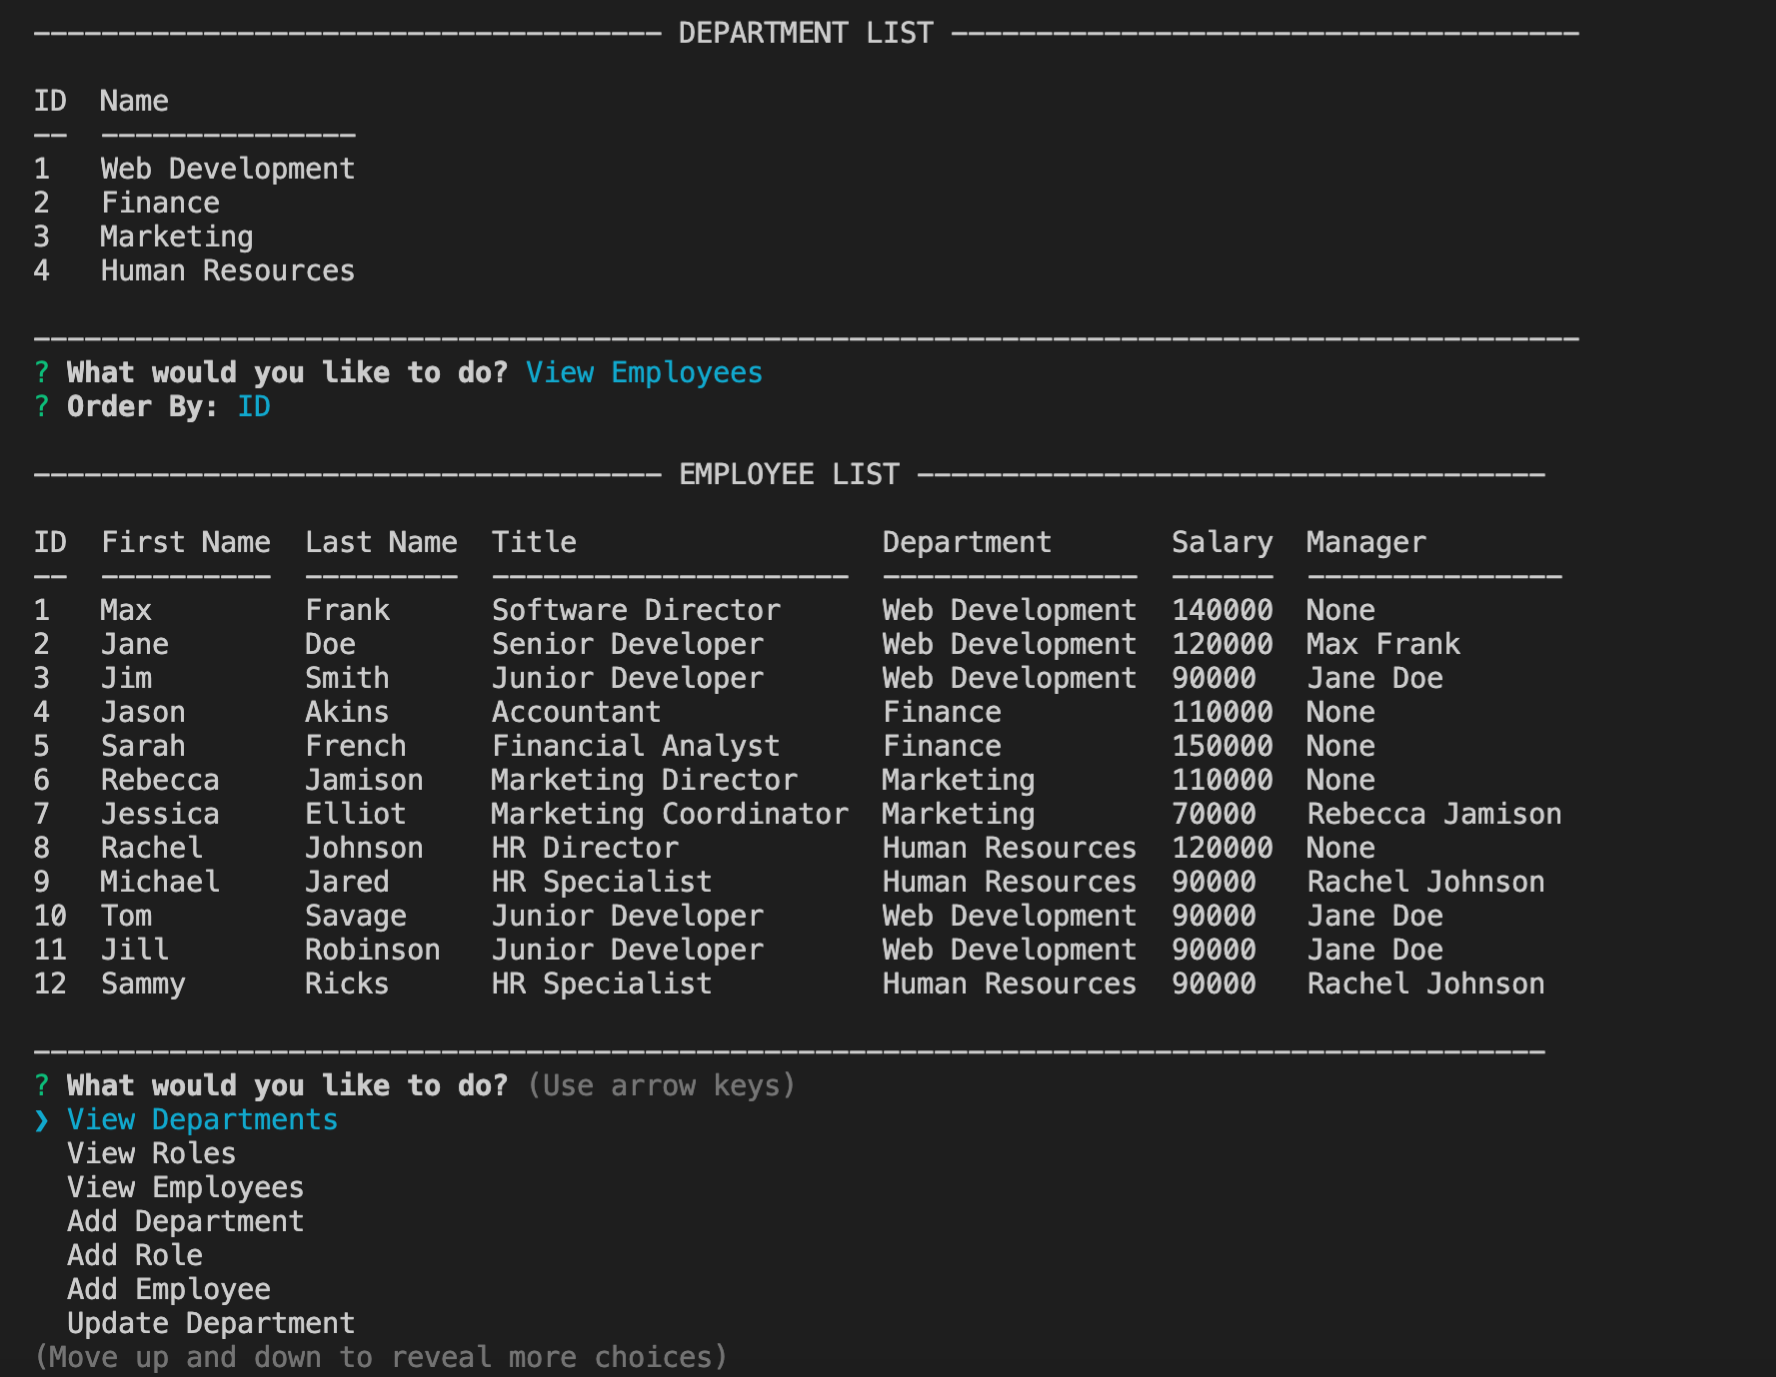 ------------------------------------- DEPARTMENT LIST -------------------------------------
ID  Name
--  ---------------
1   Web Development
2   Finance
3   Marketing
4   Human Resources
-------------------------------------------------------------------------------------------
? What would you like to do? View Employees
? Order By: ID
------------------------------------- EMPLOYEE LIST -------------------------------------
ID  First Name  Last Name  Title                  Department       Salary  Manager
--  ----------  ---------  ---------------------  ---------------  ------  ---------------
1   Max         Frank      Software Director      Web Development  140000  None
2   Jane        Doe        Senior Developer       Web Development  120000  Max Frank
3   Jim         Smith      Junior Developer       Web Development  90000   Jane Doe
4   Jason       Akins      Accountant             Finance          110000  None
5   Sarah       French     Financial Analyst      Finance          150000  None
6   Rebecca     Jamison    Marketing Director     Marketing        110000  None
7   Jessica     Elliot     Marketing Coordinator  Marketing        70000   Rebecca Jamison
8   Rachel      Johnson    HR Director            Human Resources  120000  None
9   Michael     Jared      HR Specialist          Human Resources  90000   Rachel Johnson
10  Tom         Savage     Junior Developer       Web Development  90000   Jane Doe
11  Jill        Robinson   Junior Developer       Web Development  90000   Jane Doe
12  Sammy       Ricks      HR Specialist          Human Resources  90000   Rachel Johnson
-----------------------------------------------------------------------------------------
? What would you like to do? (Use arrow keys)
❯ View Departments
  View Roles
  View Employees
  Add Department
  Add Role
  Add Employee
  Update Department
(Move up and down to reveal more choices)